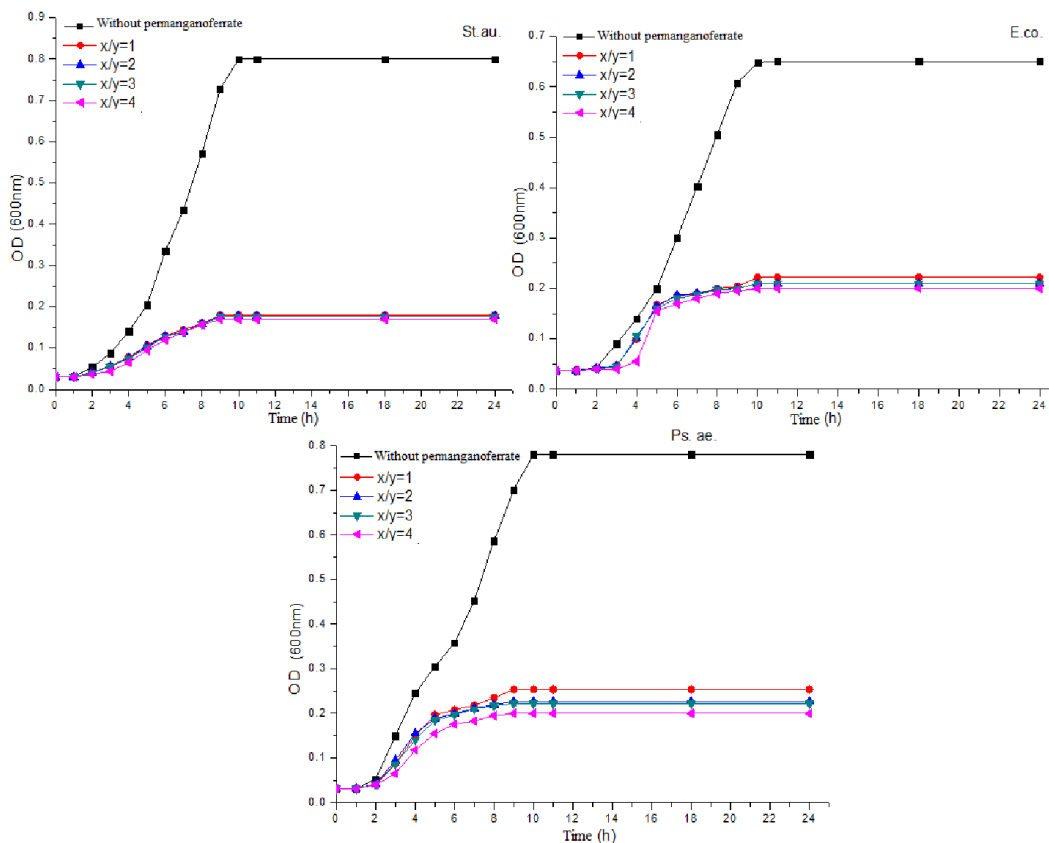 St.au.
Without permanganoferrate
x/y=1
x/y=2
x/y=3
x/y=4
OD (600nm)
0.9
0.8
0.7
0.6
0.5
0.4
0.3
0.2
0.1
0.0
0 2 4 6 8 10 12 14 16 18 20 22 24
Time (h)
E.co.
Without permanganoferrate
x/y=1
x/y=2
x/y=3
x/y=4
OD (600nm)
0.7
0.6
0.5
0.4
0.3
0.2
0.1
0.0
0 2 4 6 8 10 12 14 16 18 20 22 24
Time (h)
Ps. ae.
Without permanganoferrate
x/y=1
x/y=2
x/y=3
x/y=4
OD (600nm)
0.8
0.7
0.6
0.5
0.4
0.3
0.2
0.1
0.0
0 2 4 6 8 10 12 14 16 18 20 22 24
Time (h)